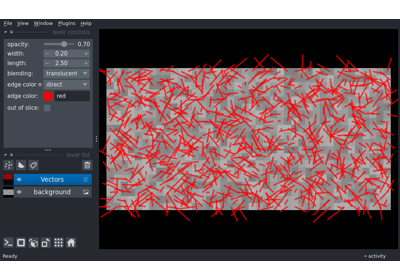 File View Window Plugins Help
layer controls
opacity: 0.70
width: 0.20
length: 2.50
blending: translucent
edge color m direct
edge color: red
out of slice:
layer list
Vectors
background
Ready
activity